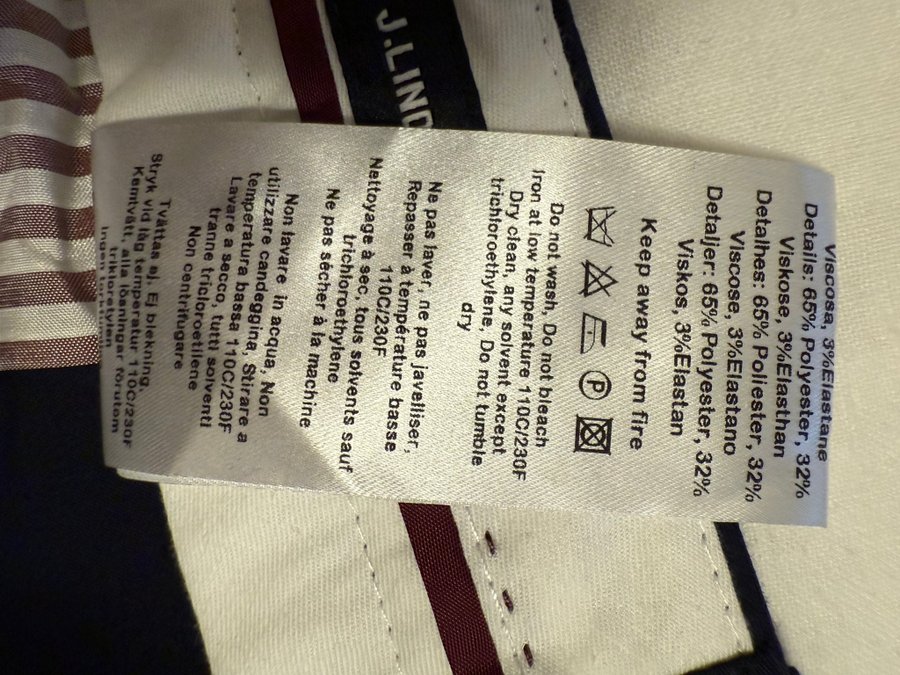 J.LIND
Viscosa, 3%Elastane
Details: 65% Polyester, 32%
Viskose, 3%Elasthan
Detalhes: 65% Poliester, 32%
Viscose, 3%Elastano
Detaljer: 65% Polyester, 32%
Viskos, 3%Elastan
Keep away from fire
P
Do not wash, Do not bleach
Iron at low temperature 110C/230F
Dry clean, any solvent except
trichloroethylene, Do not tumble
dry
Ne pas laver, ne pas javelliser,
Repasser à température basse
110C/230F
Nettoyage à sec, tous solvents sauf
trichloroethylene
Ne pas sècher à la machine
Non lavare in acqua, Non
utilizzare candeggina, Stirare a
temperatura bassa 110C/230F
Lavare a secco, tutti solventi
tranne tricloroetilene
Non centrifugare
Tvättas ej. Ej blekning.
Stryk vid låg temperatur 110C/230F
Kemtvätt, alla lösningar förutom
trikloretylen
Ingen